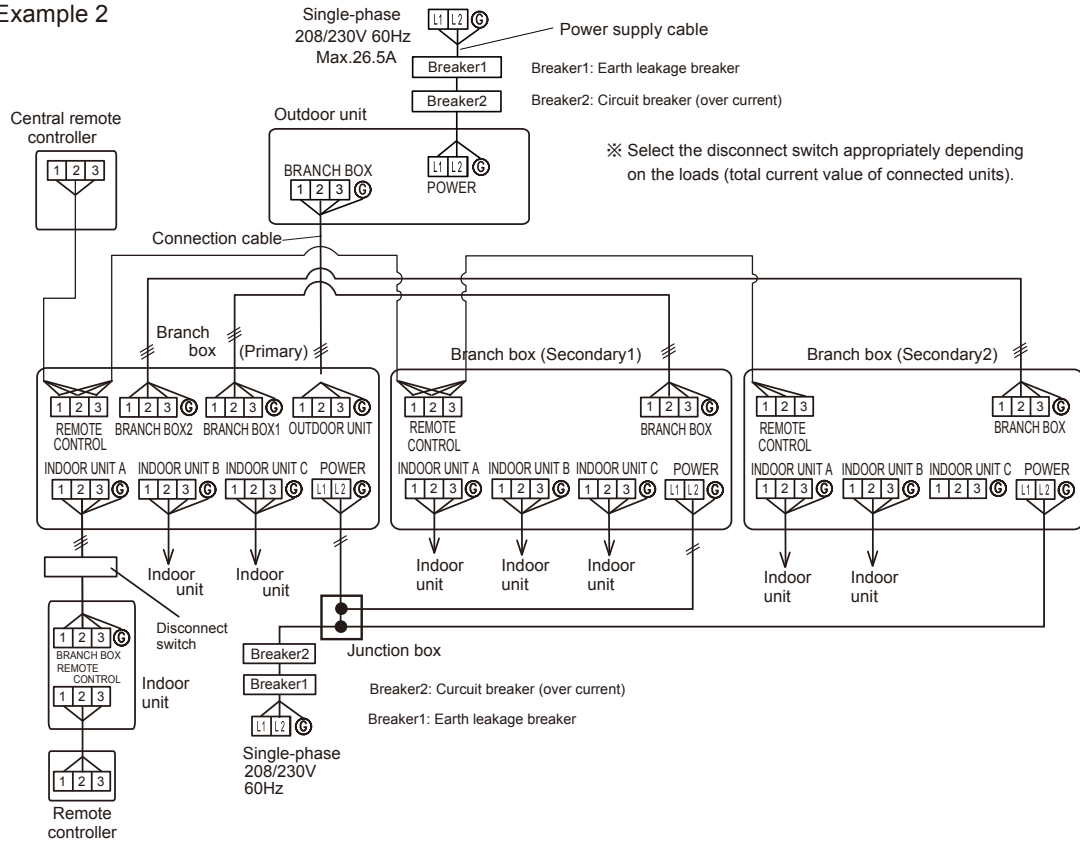 Example 2
Single-phase
208/230V 60Hz
Max.26.5A
L1 L2 G
Power supply cable
Breaker1
Breaker1: Earth leakage breaker
Breaker2
Breaker2: Circuit breaker (over current)
Central remote
controller
1 2 3
Outdoor unit
BRANCH BOX
1 2 3 G
L1 L2 G
POWER
※ Select the disconnect switch appropriately depending
on the loads (total current value of connected units).
Connection cable
Branch
box
(Primary)
Branch box (Secondary1)
Branch box (Secondary2)
1 2 3
REMOTE
CONTROL
1 2 3 G
BRANCH BOX2
1 2 3 G
BRANCH BOX1
1 2 3 G
OUTDOOR UNIT
INDOOR UNIT A
1 2 3 G
INDOOR UNIT B
1 2 3 G
INDOOR UNIT C
1 2 3 G
POWER
L1 L2 G
1 2 3
REMOTE
CONTROL
1 2 3 G
BRANCH BOX
INDOOR UNIT A
1 2 3 G
INDOOR UNIT B
1 2 3 G
INDOOR UNIT C
1 2 3 G
POWER
L1 L2 G
1 2 3
REMOTE
CONTROL
1 2 3 G
BRANCH BOX
INDOOR UNIT A
1 2 3 G
INDOOR UNIT B
1 2 3 G
INDOOR UNIT C
1 2 3 G
POWER
L1 L2 G
Indoor
unit
Indoor
unit
Indoor
unit
Indoor
unit
Indoor
unit
Indoor
unit
Indoor
unit
Disconnect
switch
1 2 3 G
BRANCH BOX
REMOTE
CONTROL
1 2 3
Indoor
unit
1 2 3
Remote
controller
Junction box
Breaker2
Breaker1
Breaker2: Curcuit breaker (over current)
Breaker1: Earth leakage breaker
L1 L2 G
Single-phase
208/230V
60Hz